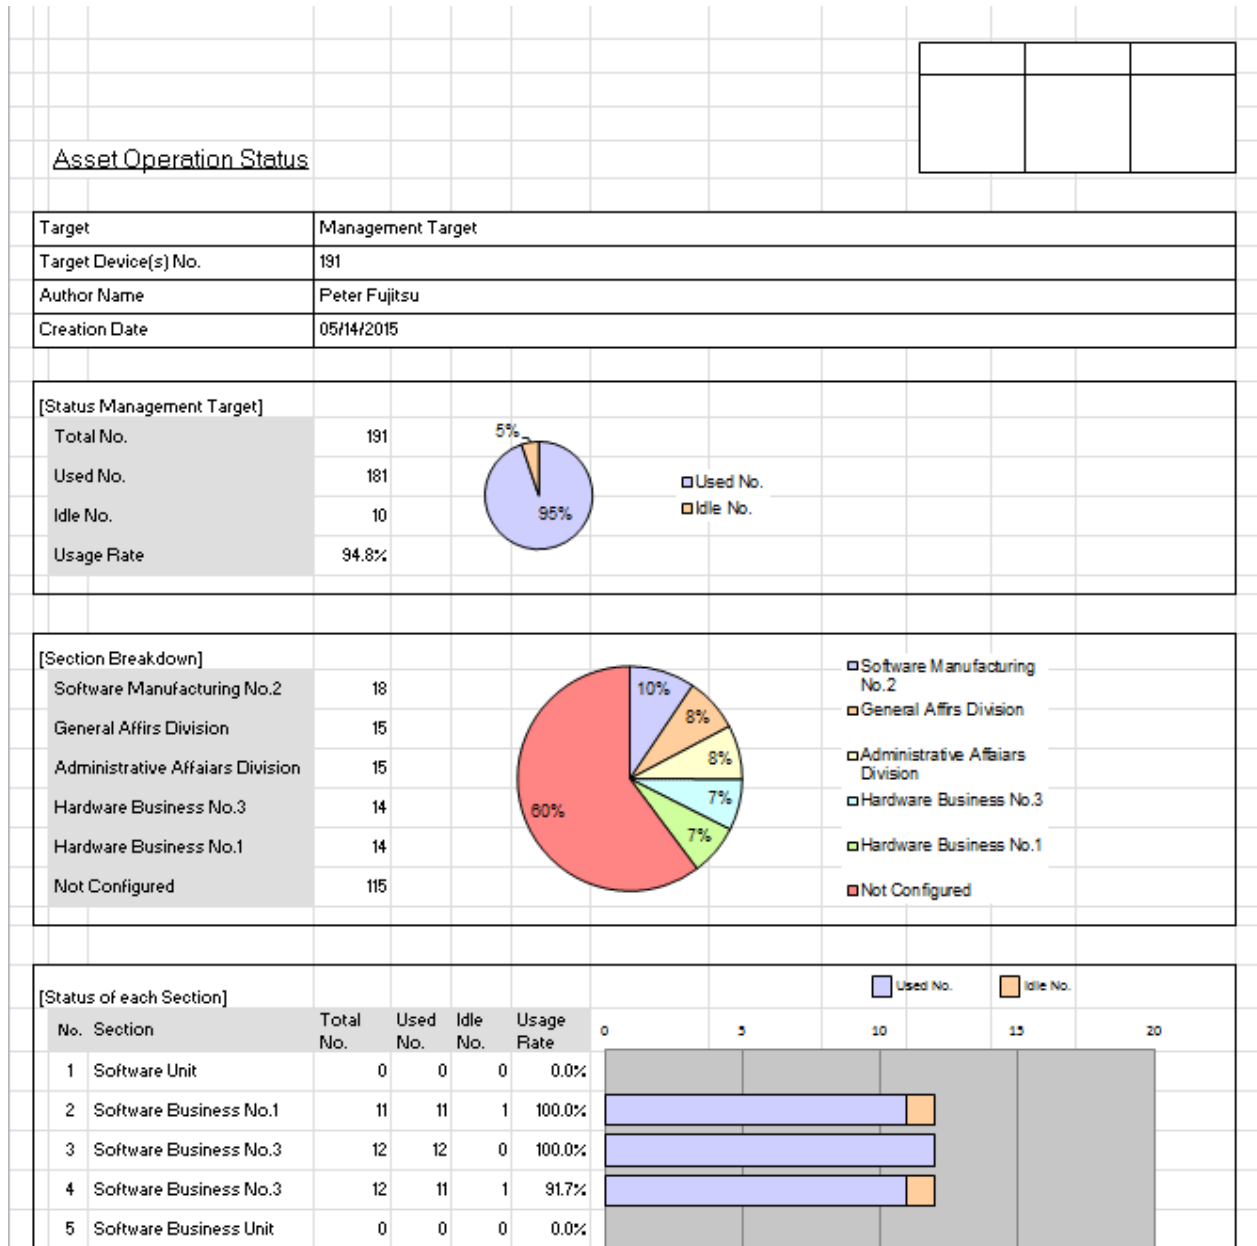 Asset Operation Status
Target Management Target
Target Device(s) No. 191
Author Name Peter Fujitsu
Creation Date 05/14/2015
[Status Management Target]
Total No. 191
Used No. 181
Idle No. 10
Usage Rate 94.8%
5%
95%
Used No.
Idle No.
[Section Breakdown]
Software Manufacturing No.2 18
General Affirs Division 15
Administrative Affaiars Division 15
Hardware Business No.3 14
Hardware Business No.1 14
Not Configured 115
10%
8%
8%
7%
7%
60%
Software Manufacturing
No.2
General Affirs Division
Administrative Affaiars
Division
Hardware Business No.3
Hardware Business No.1
Not Configured
[Status of each Section]
Used No. Idle No.
No. Section Total No. Used No. Idle No. Usage Rate
0 5 10 15 20
1 Software Unit 0 0 0 0.0%
2 Software Business No.1 11 11 1 100.0%
3 Software Business No.3 12 12 0 100.0%
4 Software Business No.3 12 11 1 91.7%
5 Software Business Unit 0 0 0 0.0%